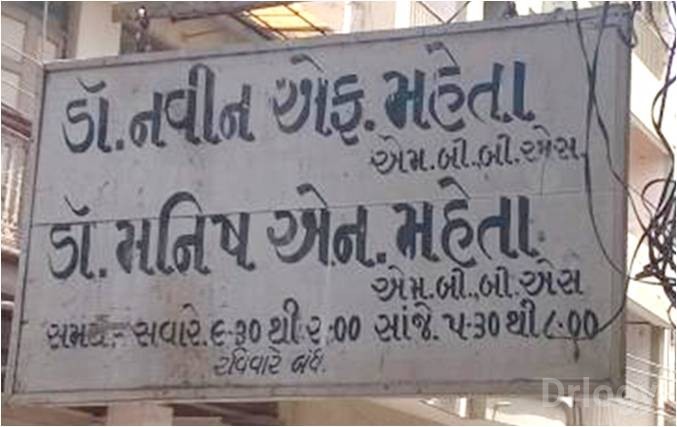 ડૉ. નવીન એફ. મહેતા
એમ. બી. બી. રમેસ.
ડૉ. મનિષ એન. મહેતા
એમ. બી., બી. એસ
સમય:- સવારે. ૯-૩૦ થી ૨-૦૦ સાંજે. ૫-૩૦ થી ૮-૦૦
રવિવારે બંધ.